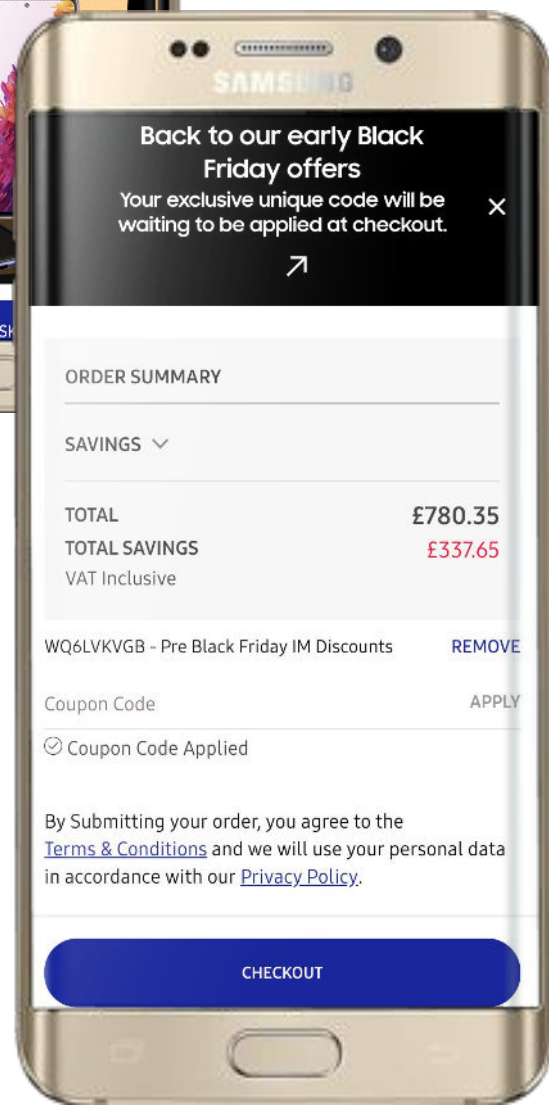 SAMSUNG
Back to our early Black
Friday offers
Your exclusive unique code will be
waiting to be applied at checkout.
ORDER SUMMARY
SAVINGS
TOTAL £780.35
TOTAL SAVINGS £337.65
VAT Inclusive
WQ6LVKVGB - Pre Black Friday IM Discounts REMOVE
Coupon Code APPLY
Coupon Code Applied
By Submitting your order, you agree to the
Terms & Conditions and we will use your personal data
in accordance with our Privacy Policy.
CHECKOUT